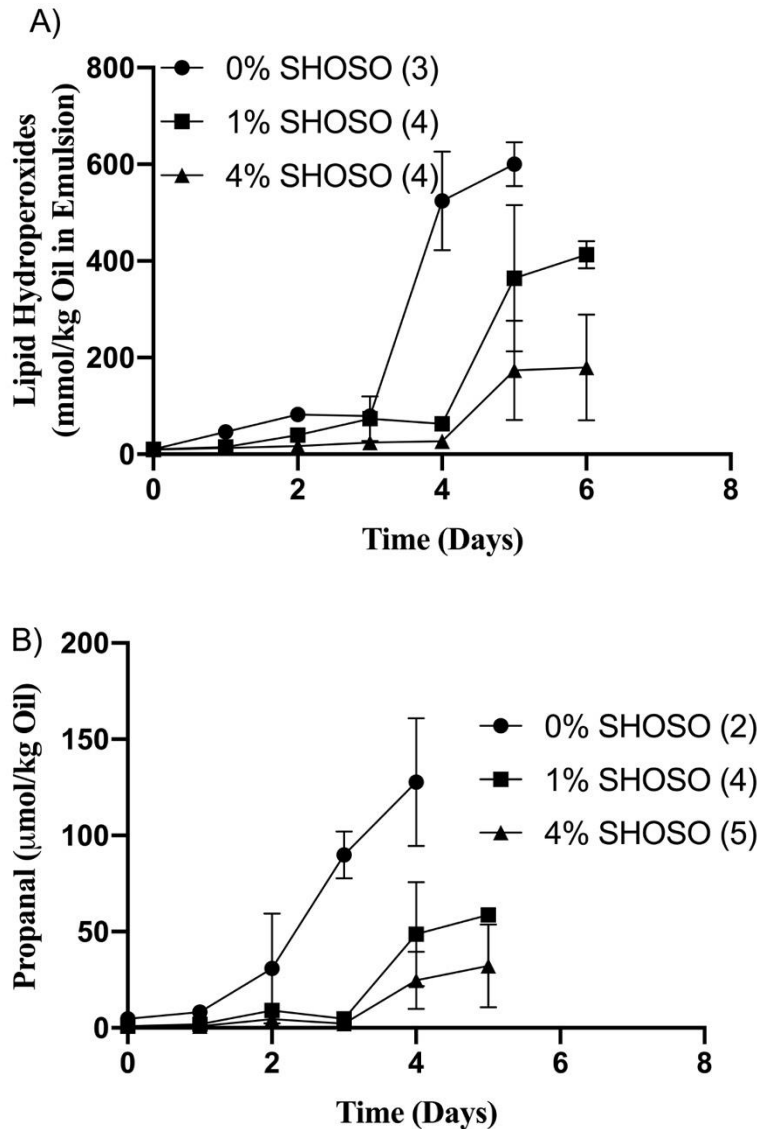 A)
Lipid Hydroperoxides
(mmol/kg Oil in Emulsion)
800
600
400
200
0
0% SHOSO (3)
1% SHOSO (4)
4% SHOSO (4)
0 2 4 6 8
Time (Days)
B)
Propanal (μmol/kg Oil)
200
150
100
50
0
0% SHOSO (2)
1% SHOSO (4)
4% SHOSO (5)
0 2 4 6 8
Time (Days)